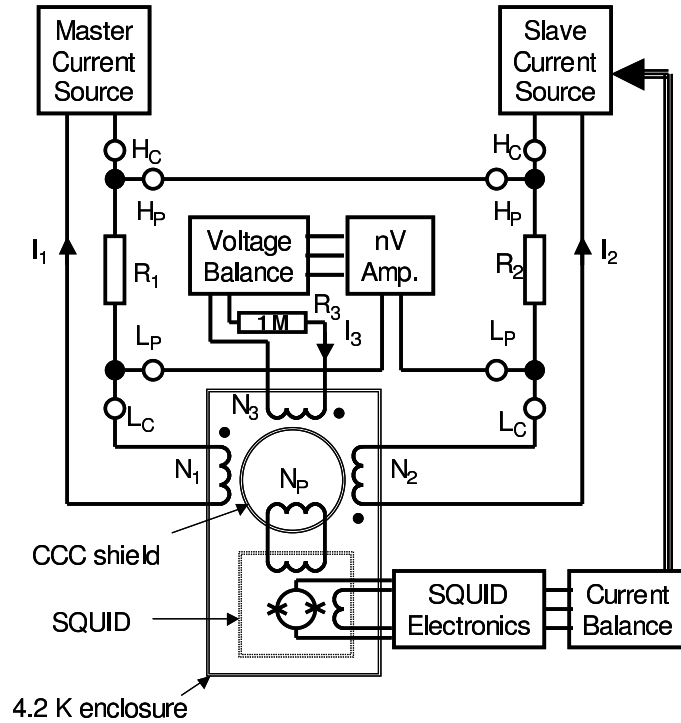 Master
Current
Source
Slave
Current
Source
H_C
H_C
H_P
H_P
I_1
Voltage
Balance
nV
Amp.
I_2
R_1
R_2
R_3
1M
I_3
L_P
L_P
N_3
L_C
L_C
N_1
N_P
N_2
CCC shield
SQUID
SQUID
Electronics
Current
Balance
4.2 K enclosure